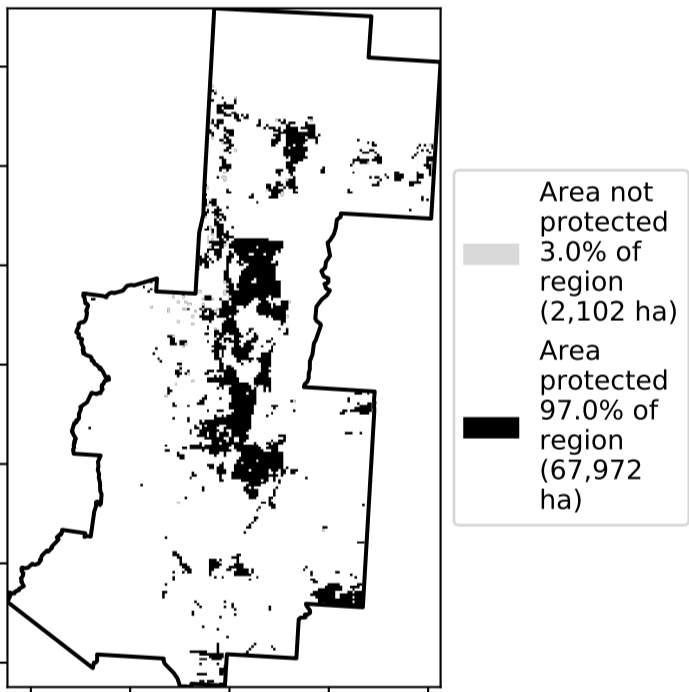 Area not
protected
3.0% of
region
(2,102 ha)
Area
protected
97.0% of
region
(67,972
ha)